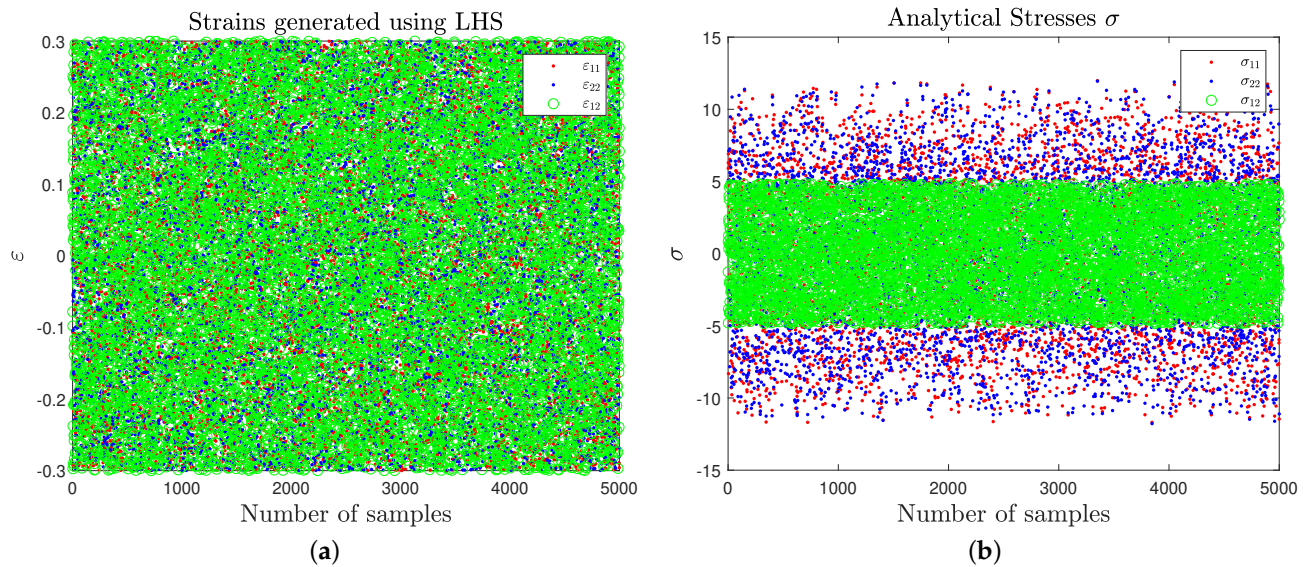 Strains generated using LHS
0.3
0.2
0.1
0
-0.1
-0.2
-0.3
ε
ε11
ε22
ε12
0 1000 2000 3000 4000 5000
Number of samples
(a)
Analytical Stresses σ
15
10
5
0
-5
-10
-15
σ
σ11
σ22
σ12
0 1000 2000 3000 4000 5000
Number of samples
(b)